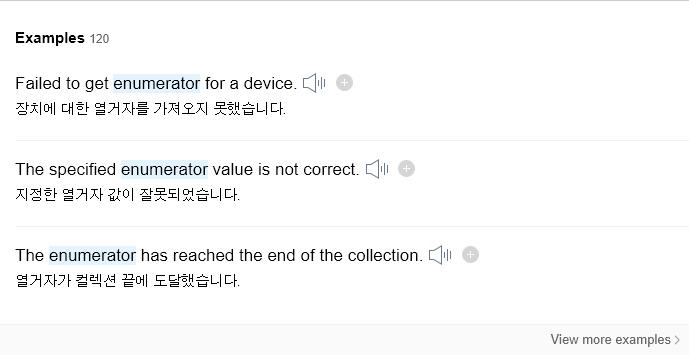 Examples 120
Failed to get enumerator for a device.
장치에 대한 열거자를 가져오지 못했습니다.
The specified enumerator value is not correct.
지정한 열거자 값이 잘못되었습니다.
The enumerator has reached the end of the collection.
열거자가 컬렉션 끝에 도달했습니다.
View more examples